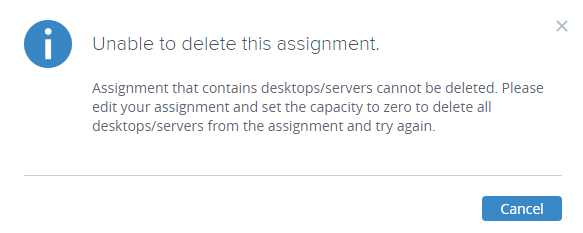 Unable to delete this assignment.
Assignment that contains desktops/servers cannot be deleted. Please
edit your assignment and set the capacity to zero to delete all
desktops/servers from the assignment and try again.
Cancel